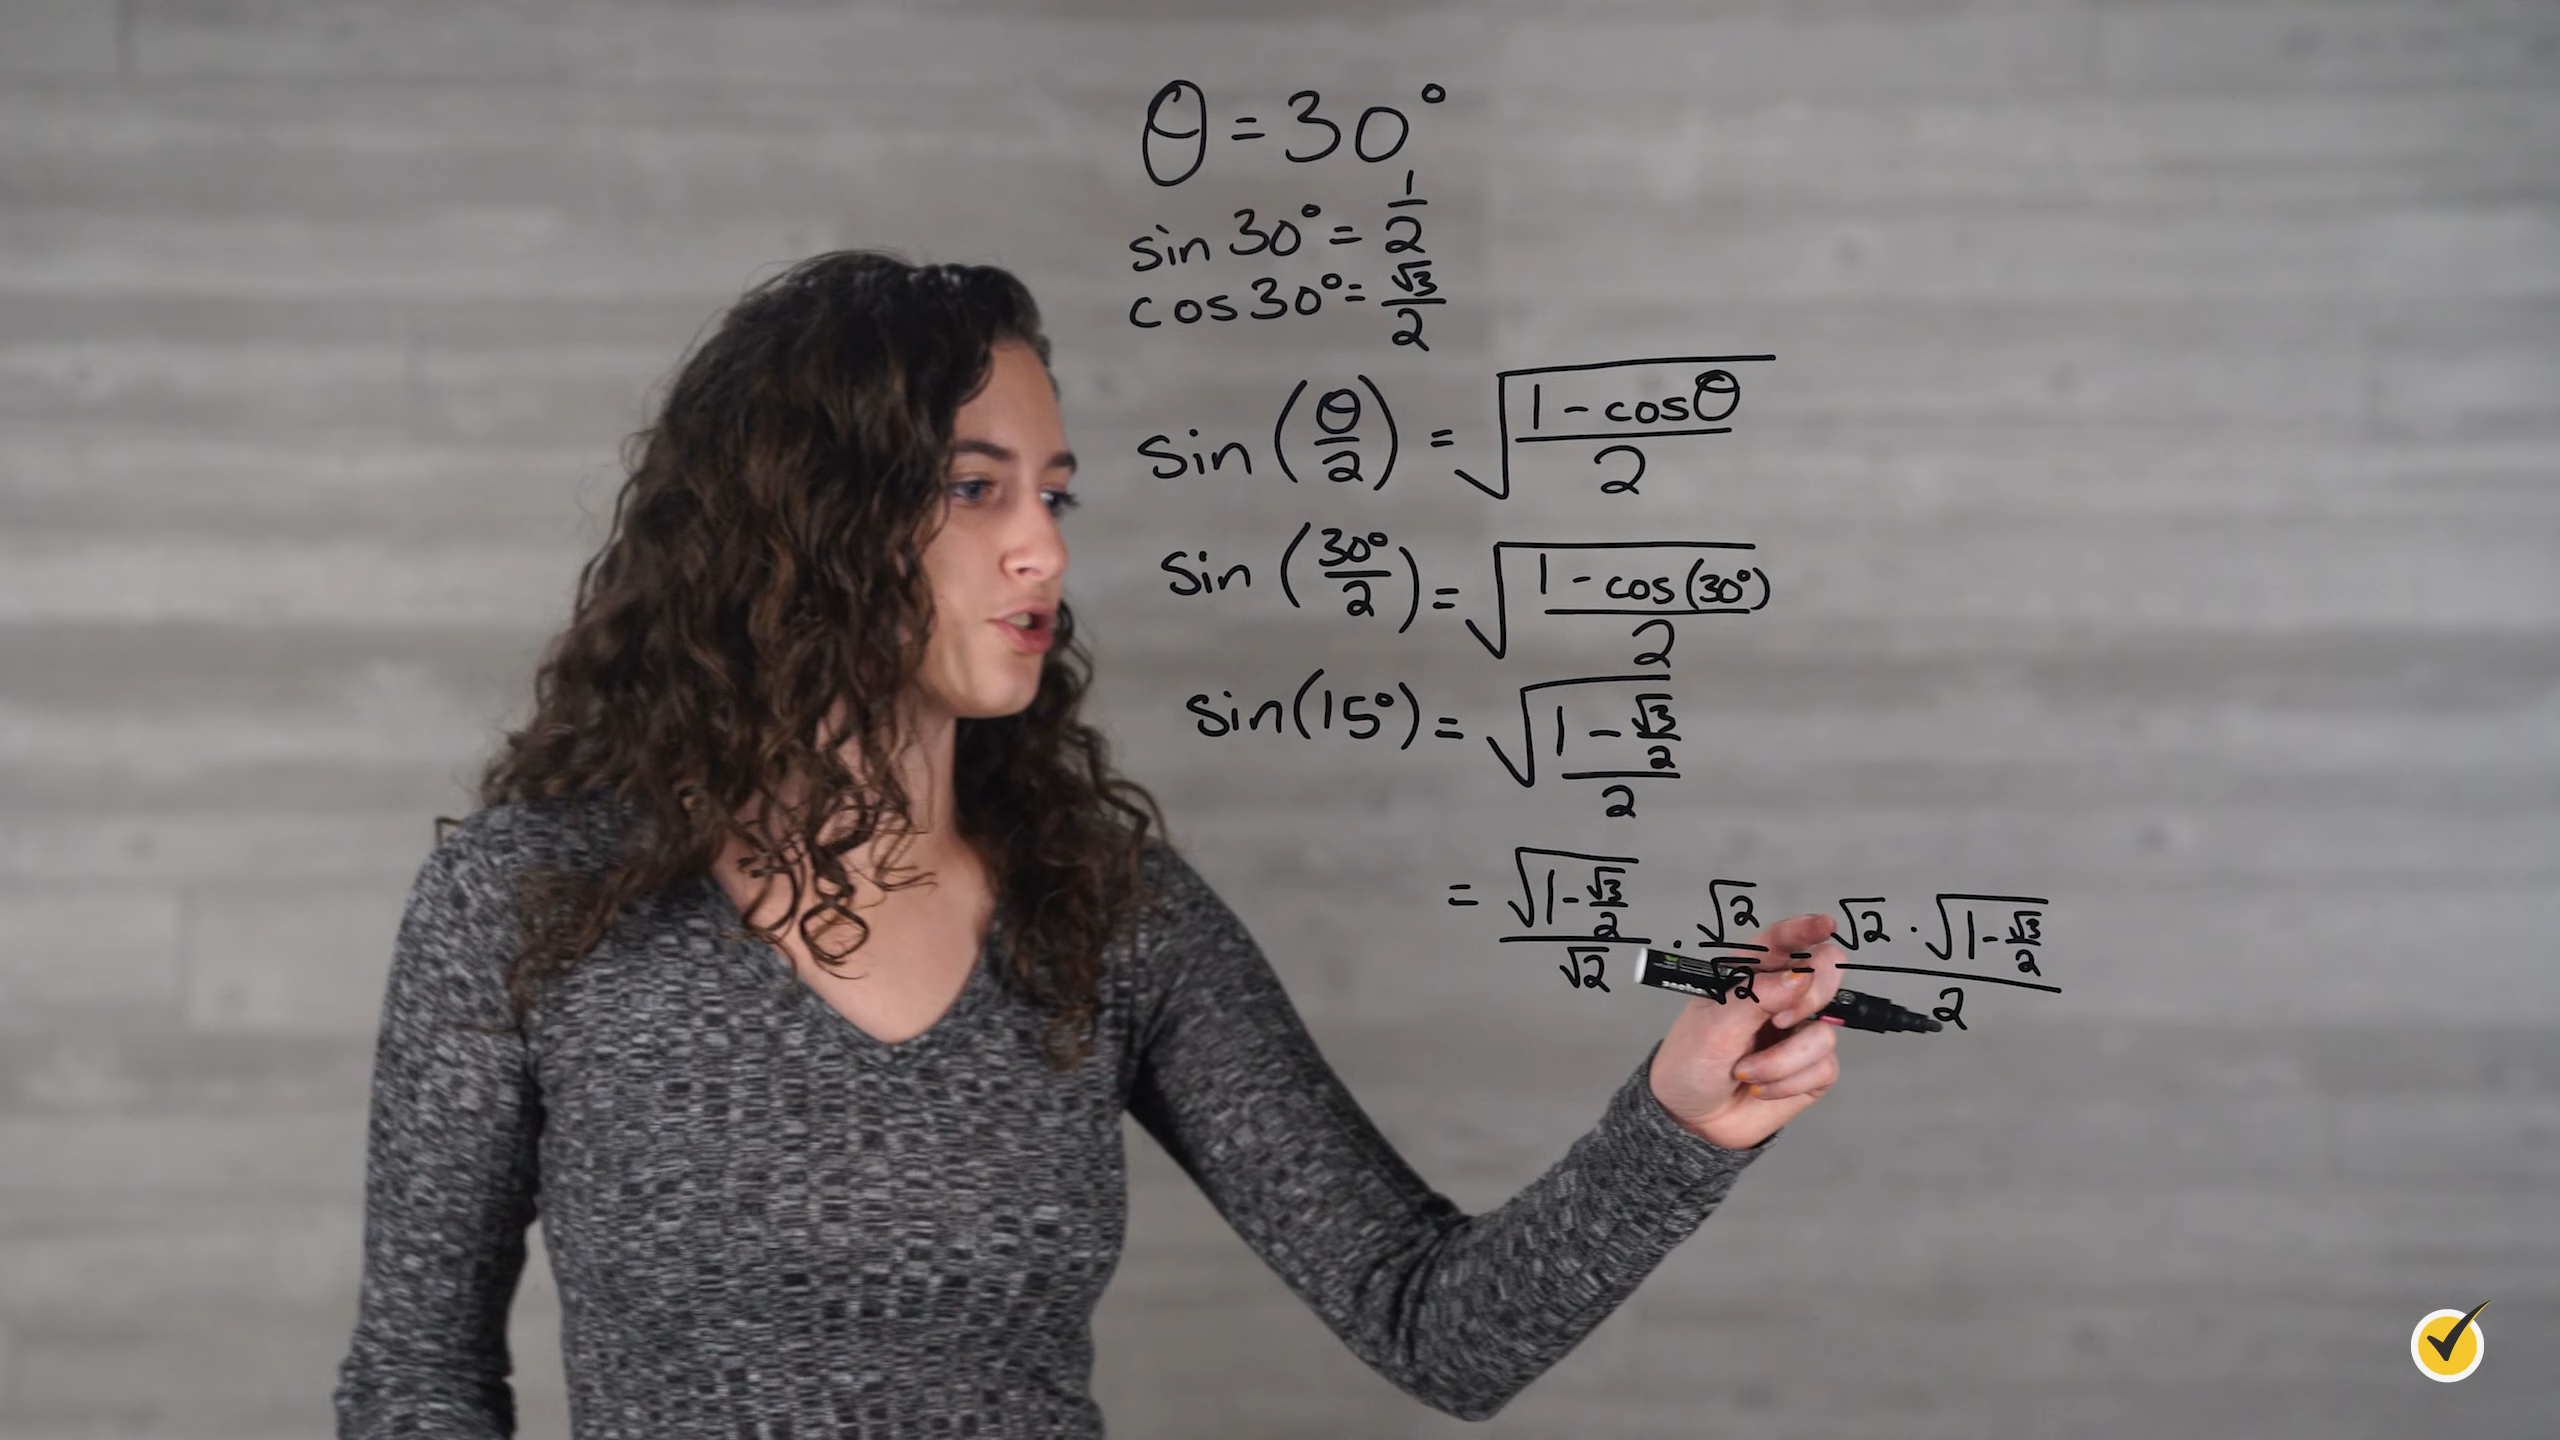 θ = 30°
sin 30° = 1/2
cos 30° = √3/2
sin (θ/2) = √((1 - cosθ)/2)
sin (30°/2) = √((1 - cos(30°))/2)
sin(15°) = √((1 - √3/2)/2)
= √(1 - √3/2)/√2 · √2/√2 = (√2 · √(1 - √3/2))/2